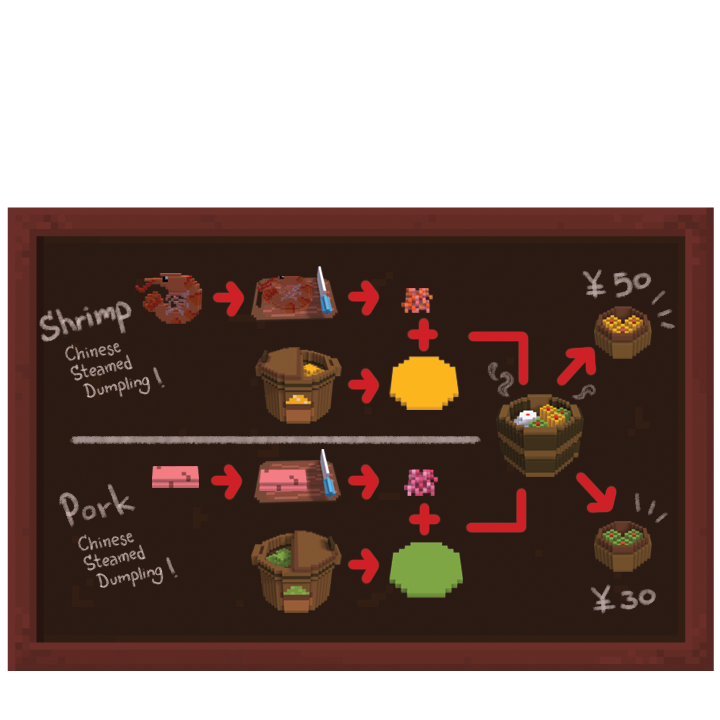 ¥50
Shrimp
Chinese
Steamed
Dumpling!
Pork
Chinese
Steamed
Dumpling!
¥30